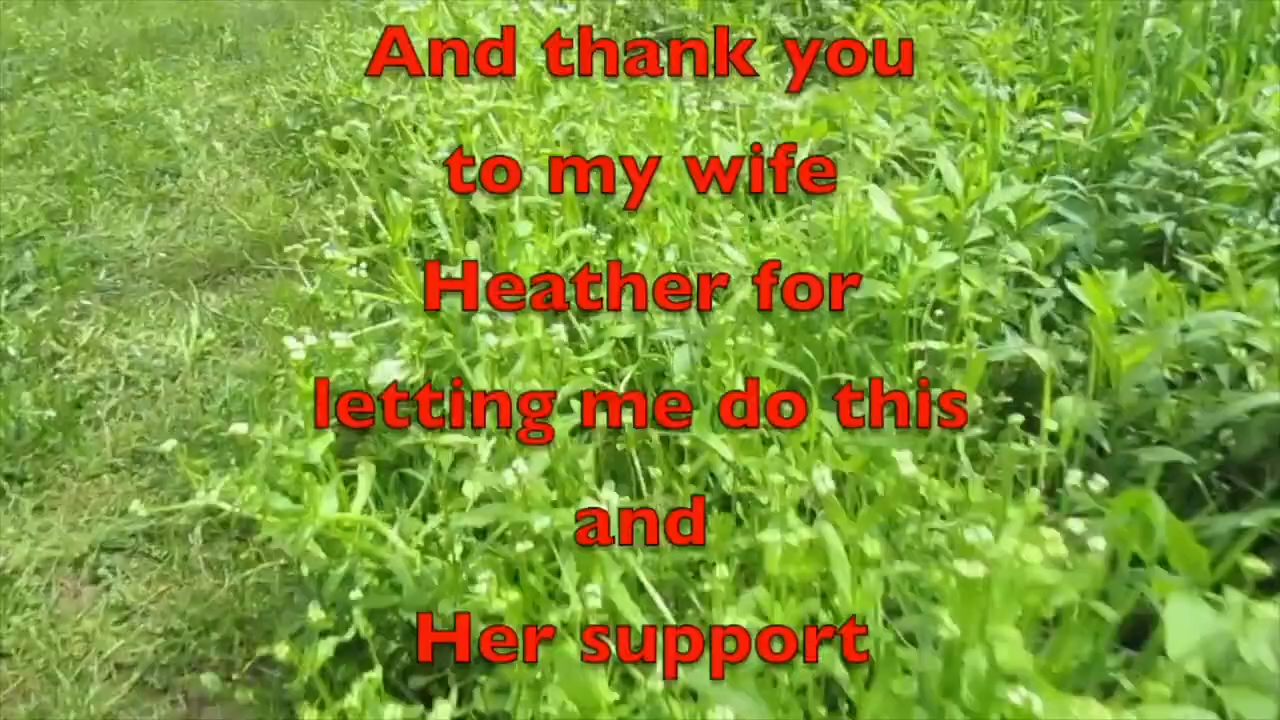 And thank you
to my wife
Heather for
letting me do this
and
Her support